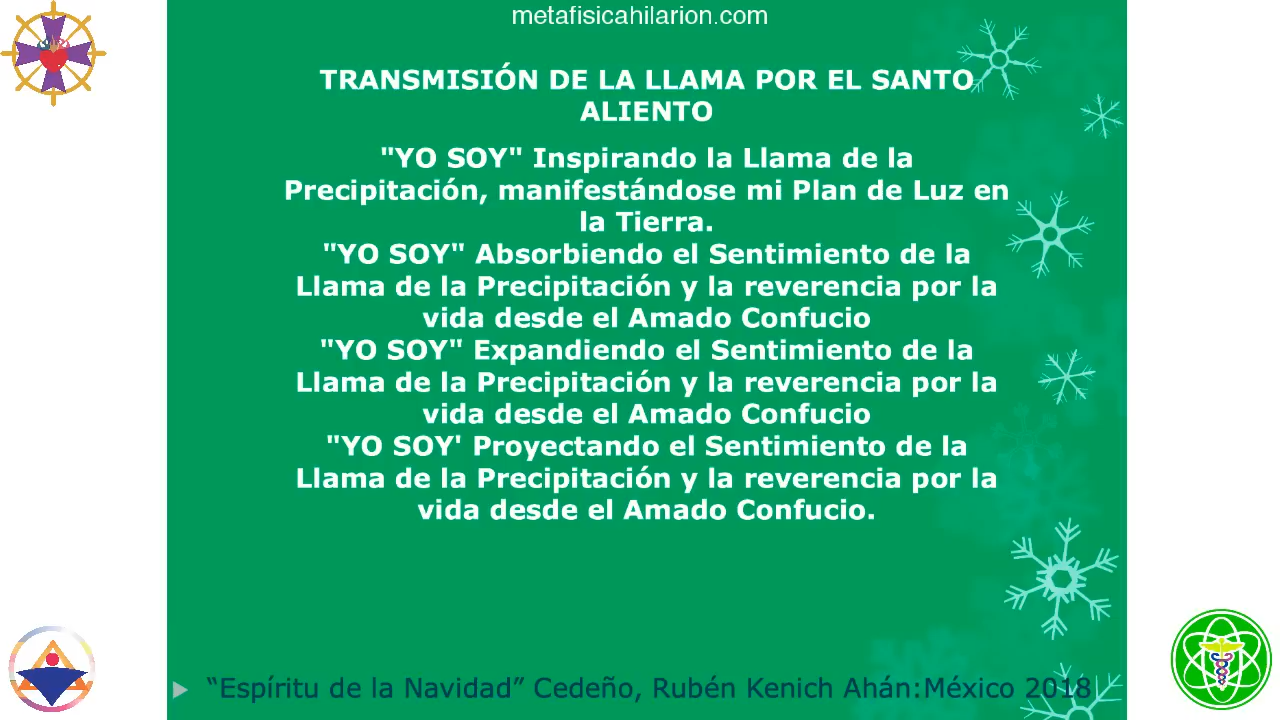 metafisicahilarion.com
TRANSMISIÓN DE LA LLAMA POR EL SANTO
ALIENTO
"YO SOY" Inspirando la Llama de la
Precipitación, manifestándose mi Plan de Luz en
la Tierra.
"YO SOY" Absorbiendo el Sentimiento de la
Llama de la Precipitación y la reverencia por la
vida desde el Amado Confucio
"YO SOY" Expandiendo el Sentimiento de la
Llama de la Precipitación y la reverencia por la
vida desde el Amado Confucio
"YO SOY' Proyectando el Sentimiento de la
Llama de la Precipitación y la reverencia por la
vida desde el Amado Confucio.
“Espíritu de la Navidad” Cedeño, Rubén Kenich Ahán:México 2018